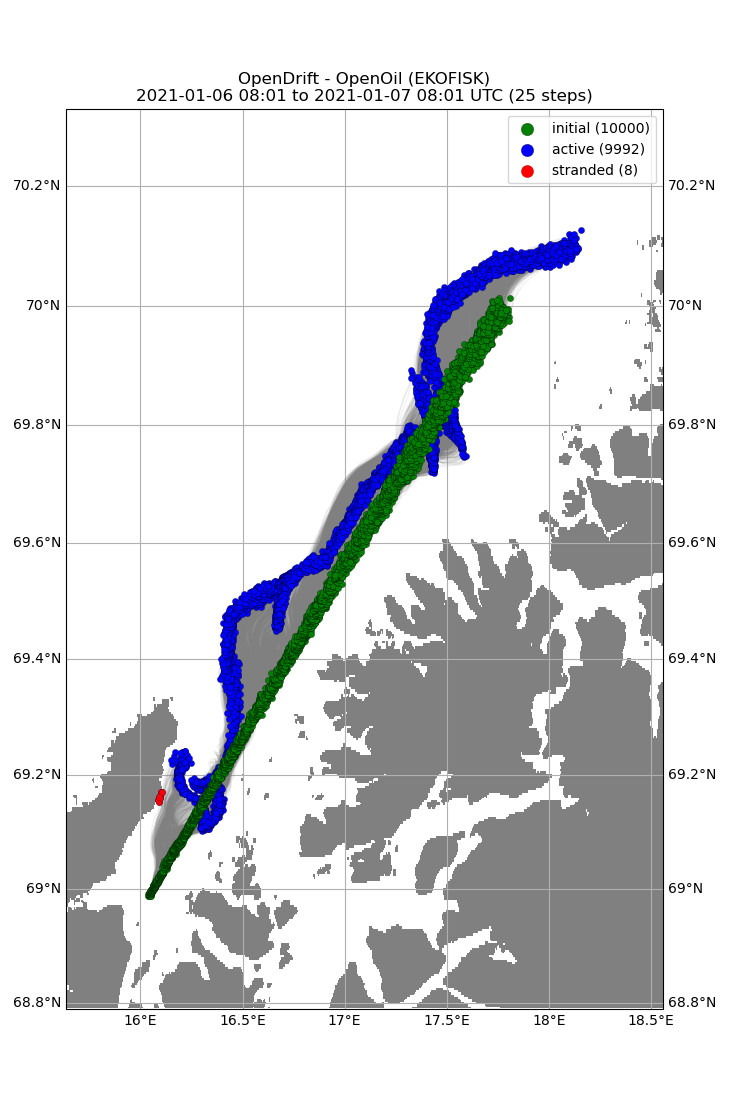 OpenDrift - OpenOil (EKOFISK)
2021-01-06 08:01 to 2021-01-07 08:01 UTC (25 steps)
initial (10000)
active (9992)
stranded (8)
70.2°N 70.2°N
70°N 70°N
69.8°N 69.8°N
69.6°N 69.6°N
69.4°N 69.4°N
69.2°N 69.2°N
69°N 69°N
68.8°N 68.8°N
16°E 16.5°E 17°E 17.5°E 18°E 18.5°E